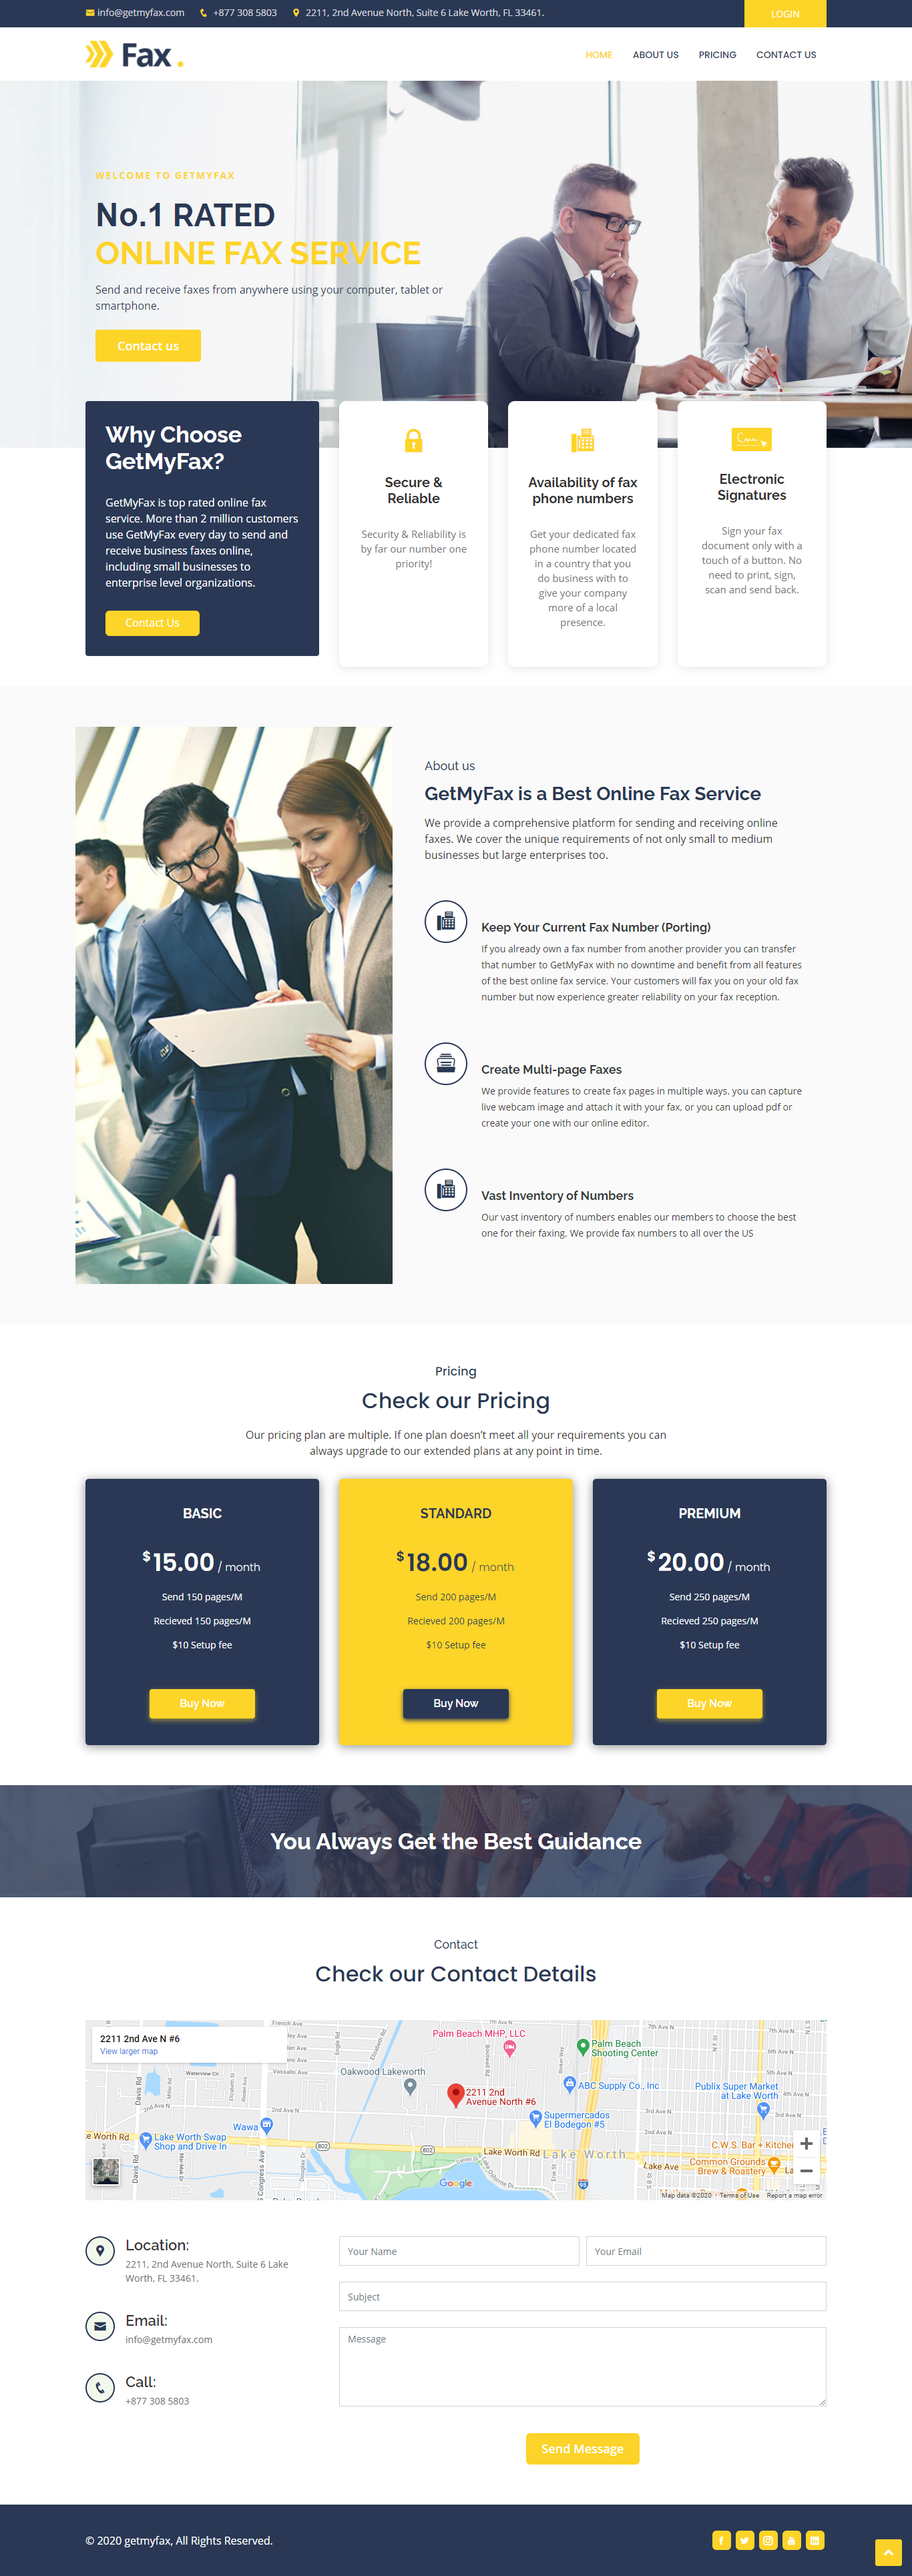 info@getmyfax.com +877 308 5803 2211, 2nd Avenue North, Suite 6 Lake Worth, FL 33461. LOGIN
Fax. HOME ABOUT US PRICING CONTACT US
WELCOME TO GETMYFAX
No.1 RATED
ONLINE FAX SERVICE
Send and receive faxes from anywhere using your computer, tablet or
smartphone.
Contact us
Why Choose
GetMyFax?
GetMyFax is top rated online fax
service. More than 2 million customers
use GetMyFax every day to send and
receive business faxes online,
including small businesses to
enterprise level organizations.
Contact Us
Secure &
Reliable
Security & Reliability is
by far our number one
priority!
Availability of fax
phone numbers
Get your dedicated fax
phone number located
in a country that you
do business with to
give your company
more of a local
presence.
Electronic
Signatures
Sign your fax
document only with a
touch of a button. No
need to print, sign,
scan and send back.
About us
GetMyFax is a Best Online Fax Service
We provide a comprehensive platform for sending and receiving online
faxes. We cover the unique requirements of not only small to medium
businesses but large enterprises too.
Keep Your Current Fax Number (Porting)
If you already own a fax number from another provider you can transfer
that number to GetMyFax with no downtime and benefit from all features
of the best online fax service. Your customers will fax you on your old fax
number but now experience greater reliability on your fax reception.
Create Multi-page Faxes
We provide features to create fax pages in multiple ways. you can capture
live webcam image and attach it with your fax, or you can upload pdf or
create your one with our online editor.
Vast Inventory of Numbers
Our vast inventory of numbers enables our members to choose the best
one for their faxing. We provide fax numbers to all over the US
Pricing
Check our Pricing
Our pricing plan are multiple. If one plan doesn't meet all your requirements you can
always upgrade to our extended plans at any point in time.
BASIC
$15.00 / month
Send 150 pages/M
Recieved 150 pages/M
$10 Setup fee
Buy Now
STANDARD
$18.00 / month
Send 200 pages/M
Recieved 200 pages/M
$10 Setup fee
Buy Now
PREMIUM
$20.00 / month
Send 250 pages/M
Recieved 250 pages/M
$10 Setup fee
Buy Now
You Always Get the Best Guidance
Contact
Check our Contact Details
2211 2nd Ave N #6
View larger map
Palm Beach MHP, LLC
Palm Beach
Shooting Center
Oakwood Lakeworth
ABC Supply Co., Inc
Publix Super Market
at Lake Worth
2211 2nd
Avenue North #6
Supermercados
El Bodegon #5
Wawa
Lake Worth Swap
Shop and Drive In
e Worth Rd
802
802
Lake Worth Rd
Lake Worth
Lake Ave
C.W.S. Bar + Kitchen
Common Grounds
Brew & Roastery
Google
95
Map data ©2020 Terms of Use Report a map error
Location:
2211, 2nd Avenue North, Suite 6 Lake
Worth, FL 33461.
Email:
info@getmyfax.com
Call:
+877 308 5803
Your Name Your Email
Subject
Message
Send Message
© 2020 getmyfax, All Rights Reserved.